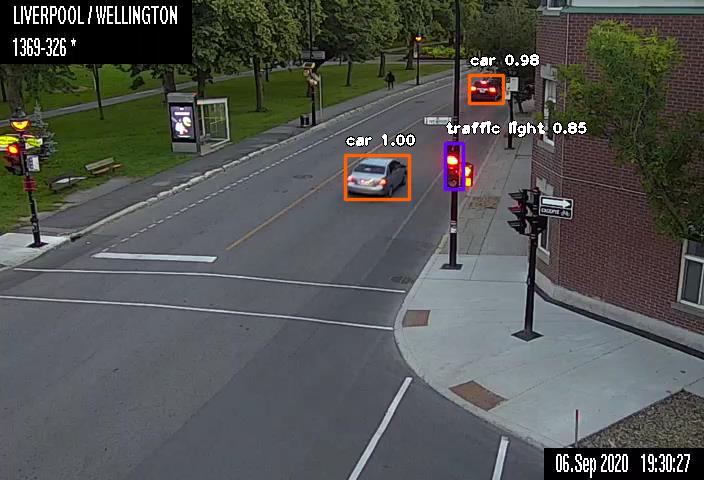 LIVERPOOL / WELLINGTON
1369-326 *
car 0.98
traffic light 0.85
car 1.00
EXCEPTÉ
06.Sep 2020 19:30:27